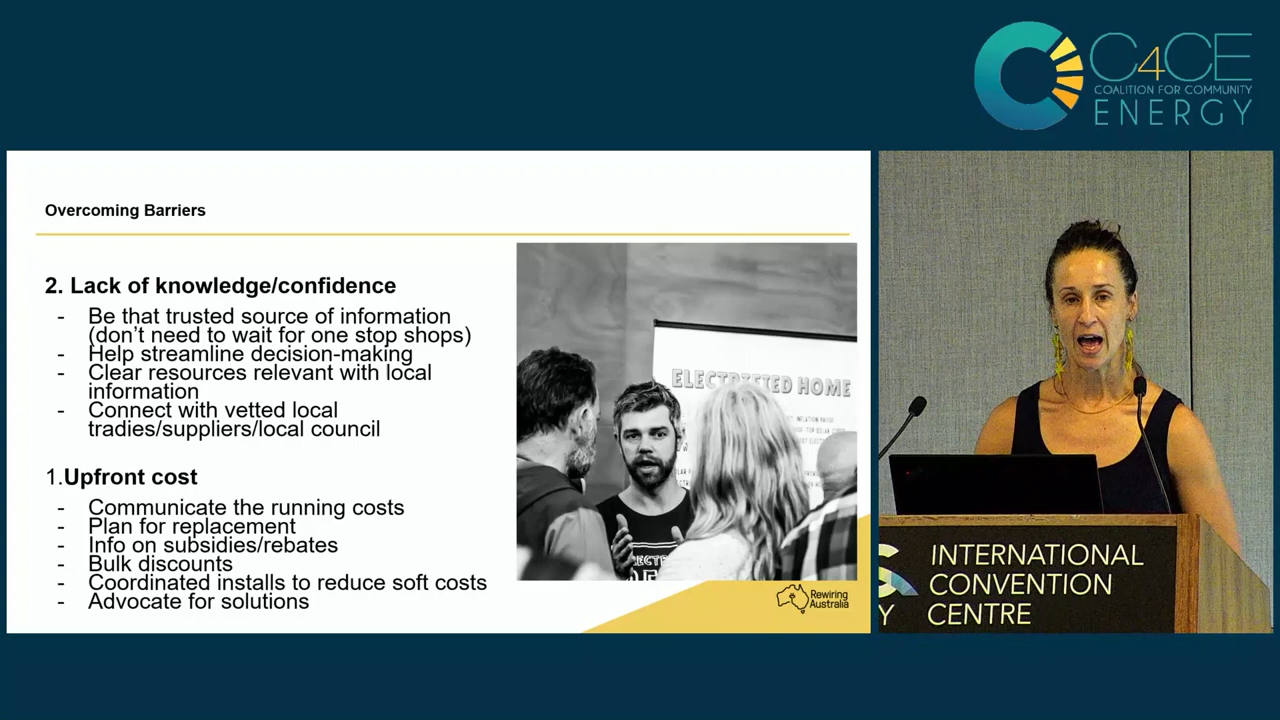 C4CE
COALITION FOR COMMUNITY
ENERGY
Overcoming Barriers
2. Lack of knowledge/confidence
- Be that trusted source of information
(don't need to wait for one stop shops)
- Help streamline decision-making
- Clear resources relevant with local
information
- Connect with vetted local
tradies/suppliers/local council
1.Upfront cost
- Communicate the running costs
- Plan for replacement
- Info on subsidies/rebates
- Bulk discounts
- Coordinated installs to reduce soft costs
- Advocate for solutions
ELECTRIFIED HOME
Rewiring
Australia
INTERNATIONAL
CONVENTION
CENTRE